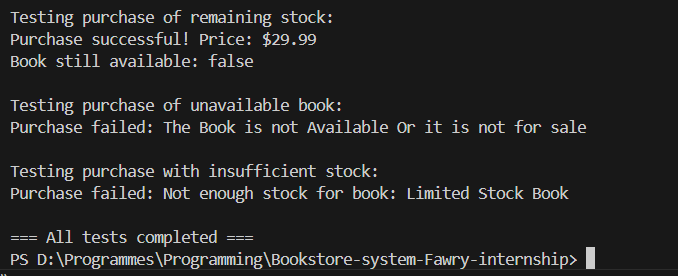 Testing purchase of remaining stock:
Purchase successful! Price: $29.99
Book still available: false
Testing purchase of unavailable book:
Purchase failed: The Book is not Available Or it is not for sale
Testing purchase with insufficient stock:
Purchase failed: Not enough stock for book: Limited Stock Book
=== All tests completed ===
PS D:\Programmes\Programming\Bookstore-system-Fawry-internship>